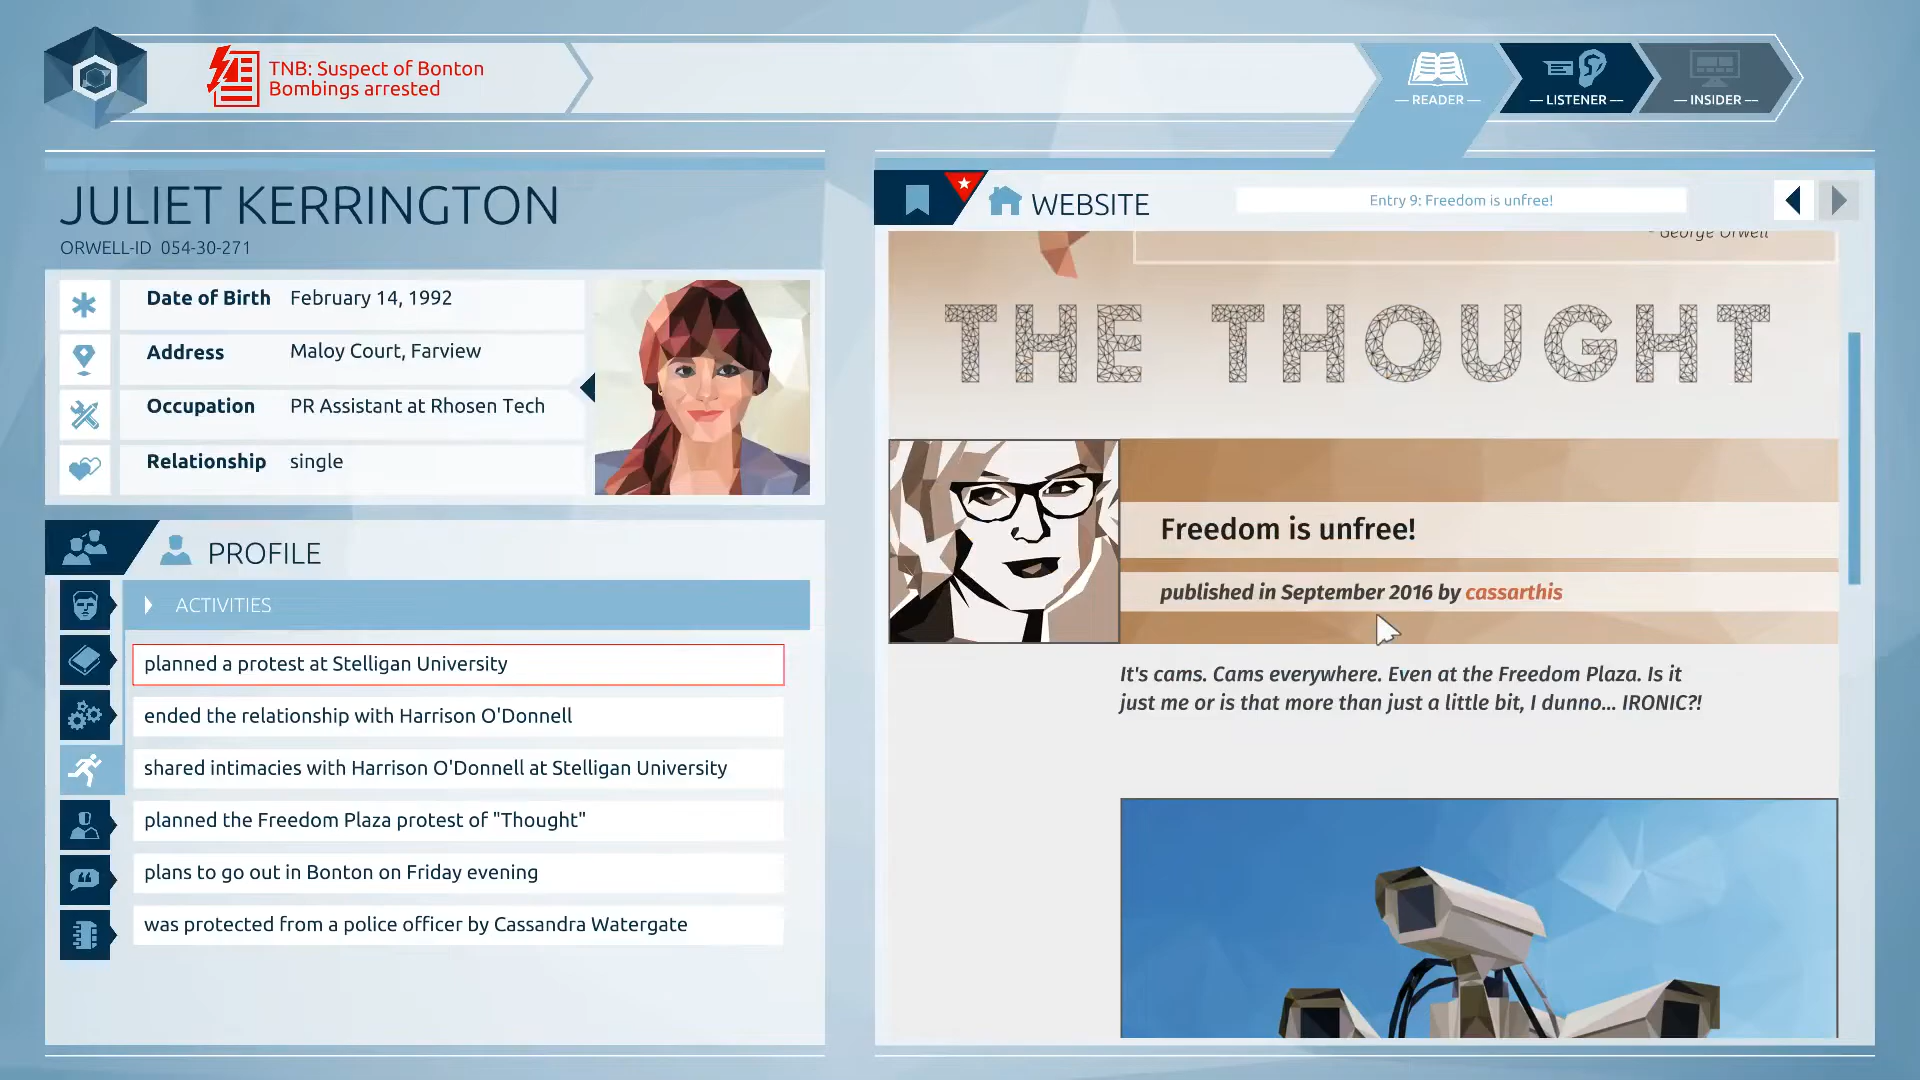 TNB: Suspect of Bonton
Bombings arrested
READER
LISTENER
INSIDER
JULIET KERRINGTON
ORWELL-ID 054-30-271
Date of Birth February 14, 1992
Address Maloy Court, Farview
Occupation PR Assistant at Rhosen Tech
Relationship single
PROFILE
ACTIVITIES
planned a protest at Stelligan University
ended the relationship with Harrison O'Donnell
shared intimacies with Harrison O'Donnell at Stelligan University
planned the Freedom Plaza protest of "Thought"
plans to go out in Bonton on Friday evening
was protected from a police officer by Cassandra Watergate
WEBSITE
Entry 9: Freedom is unfree!
- George Orwell
THE THOUGHT
Freedom is unfree!
published in September 2016 by cassarthis
It's cams. Cams everywhere. Even at the Freedom Plaza. Is it
just me or is that more than just a little bit, I dunno... IRONIC?!